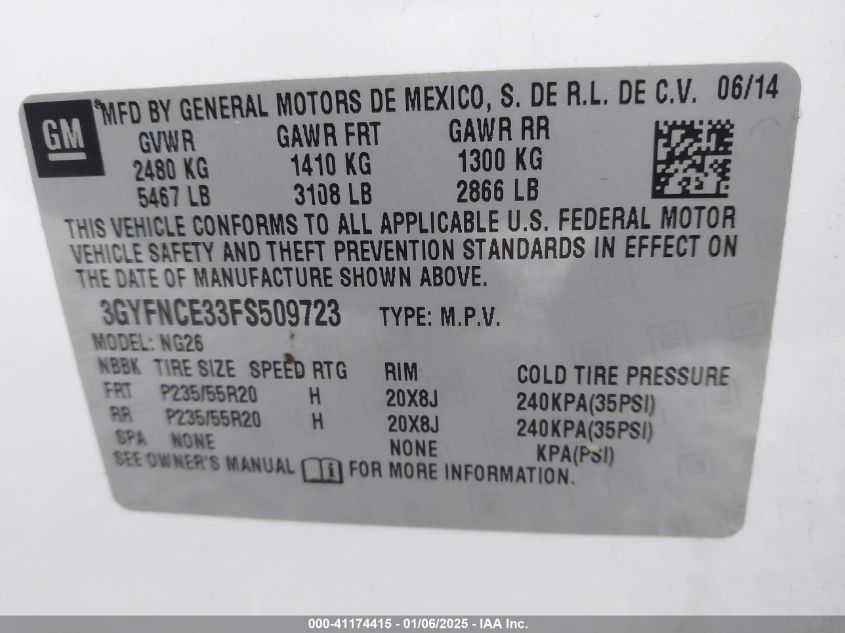 GM
MFD BY GENERAL MOTORS DE MEXICO, S. DE R.L. DE C.V. 06/14
GVWR GAWR FRT GAWR RR
2480 KG 1410 KG 1300 KG
5467 LB 3108 LB 2866 LB
THIS VEHICLE CONFORMS TO ALL APPLICABLE U.S. FEDERAL MOTOR
VEHICLE SAFETY AND THEFT PREVENTION STANDARDS IN EFFECT ON
THE DATE OF MANUFACTURE SHOWN ABOVE.
3GYFNCE33FS509723 TYPE: M.P.V.
MODEL: NG26
NBBK TIRE SIZE SPEED RTG RIM COLD TIRE PRESSURE
FRT P235/55R20 H 20X8J 240KPA(35PSI)
RR P235/55R20 H 20X8J 240KPA(35PSI)
SPA NONE NONE KPA(PSI)
SEE OWNER'S MANUAL FOR MORE INFORMATION.
000-41174415 - 01/06/2025 - IAA Inc.